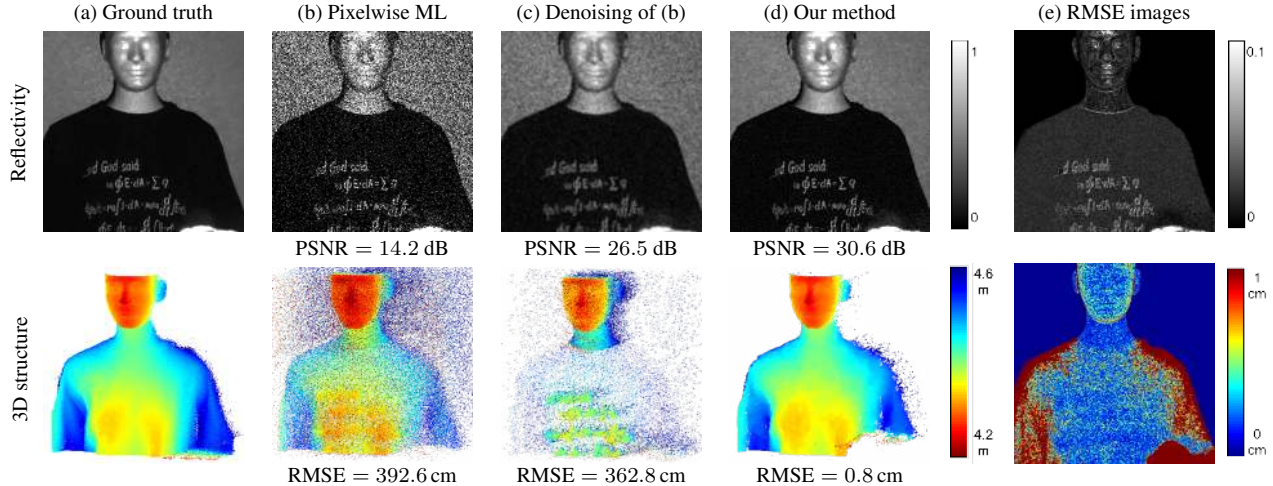 (a) Ground truth (b) Pixelwise ML (c) Denoising of (b) (d) Our method (e) RMSE images
Reflectivity
1
0
0.1
0
God said
PSNR = 14.2 dB PSNR = 26.5 dB PSNR = 30.6 dB
3D structure
4.6
m
4.2
m
1
cm
0
cm
RMSE = 392.6 cm RMSE = 362.8 cm RMSE = 0.8 cm